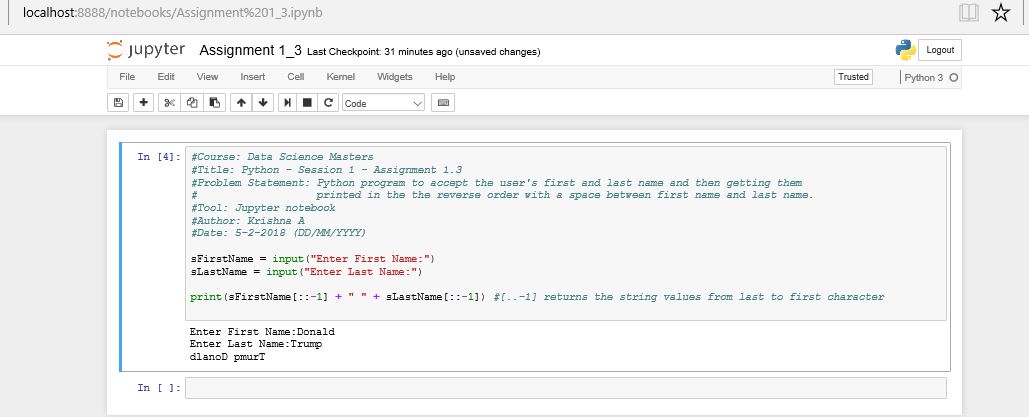 localhost:8888/notebooks/Assignment%201_3.ipynb
jupyter Assignment 1_3 Last Checkpoint: 31 minutes ago (unsaved changes) Logout
File Edit View Insert Cell Kernel Widgets Help Trusted Python 3
Code
In [4]: #Course: Data Science Masters
#Title: Python - Session 1 - Assignment 1.3
#Problem Statement: Python program to accept the user's first and last name and then getting them
# printed in the the reverse order with a space between first name and last name.
#Tool: Jupyter notebook
#Author: Krishna A
#Date: 5-2-2018 (DD/MM/YYYY)
sFirstName = input("Enter First Name:")
sLastName = input("Enter Last Name:")
print(sFirstName[::-1] + " " + sLastName[::-1]) #[..-1] returns the string values from last to first character
Enter First Name:Donald
Enter Last Name:Trump
dlanoD pmurT
In [ ]: